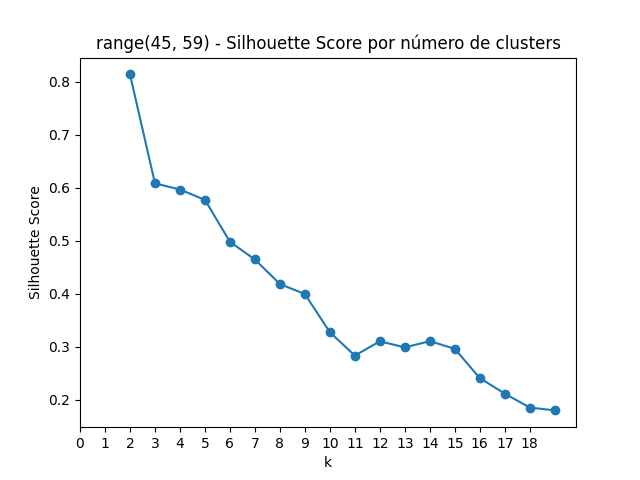 range(45, 59) - Silhouette Score por número de clusters
Silhouette Score
0.8
0.7
0.6
0.5
0.4
0.3
0.2
0 1 2 3 4 5 6 7 8 9 10 11 12 13 14 15 16 17 18
k